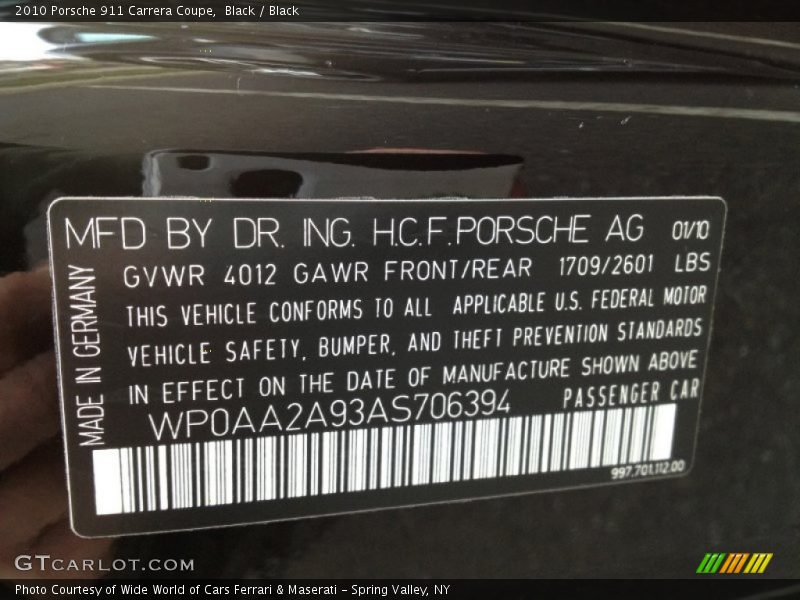 2010 Porsche 911 Carrera Coupe,  Black / Black
MFD BY DR. ING. H.C.F.PORSCHE AG 01/10
GVWR 4012 GAWR FRONT/REAR 1709/2601 LBS
THIS VEHICLE CONFORMS TO ALL APPLICABLE U.S. FEDERAL MOTOR
VEHICLE SAFETY, BUMPER, AND THEFT PREVENTION STANDARDS
IN EFFECT ON THE DATE OF MANUFACTURE SHOWN ABOVE
WP0AA2A93AS706394 PASSENGER CAR
997.701.112.00
MADE IN GERMANY
GTCARLOT.COM
Photo Courtesy of Wide World of Cars Ferrari & Maserati - Spring Valley, NY